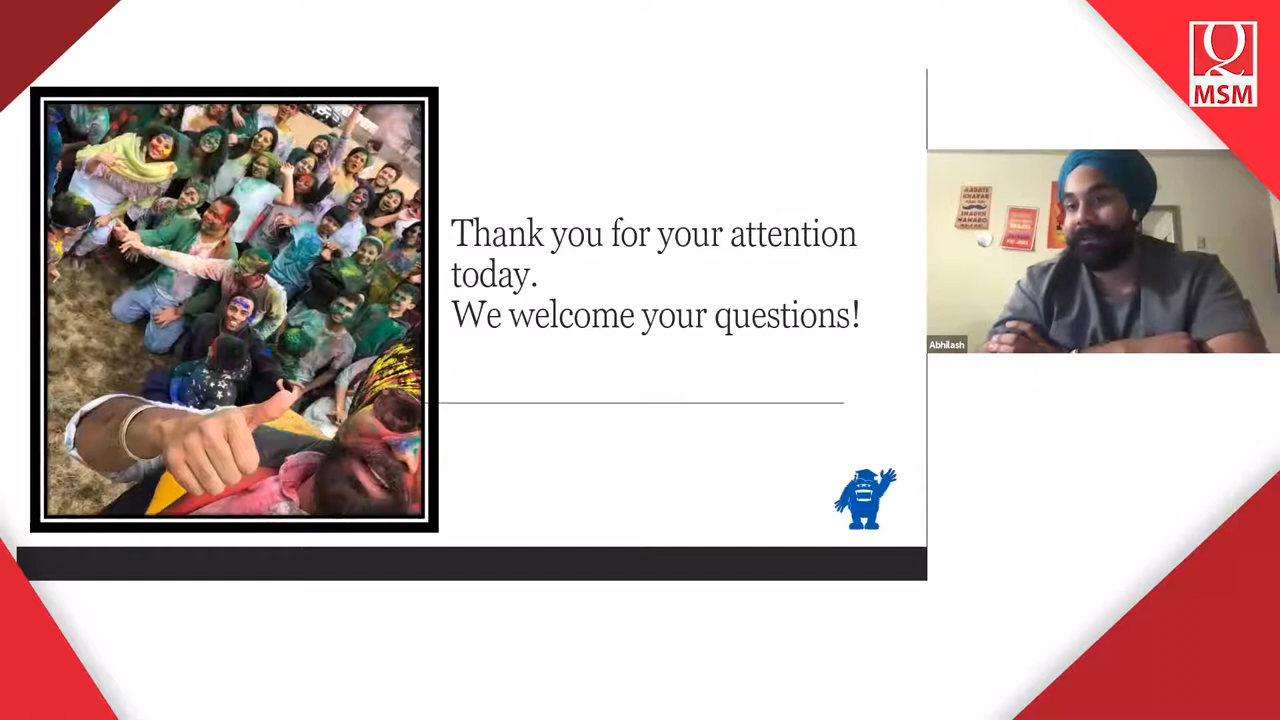 Thank you for your attention
today.
We welcome your questions!
MSM
Abhilash